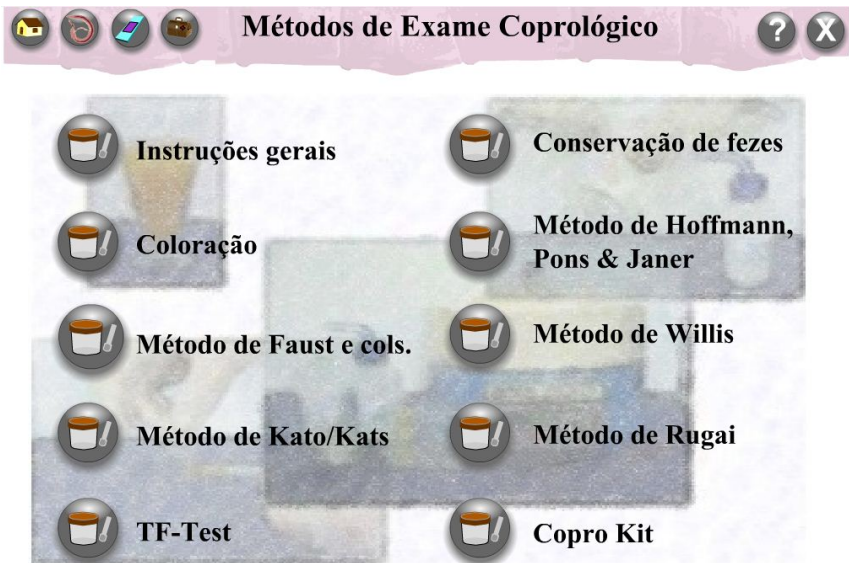 Métodos de Exame Coprológico
?
X
Instruções gerais
Conservação de fezes
Coloração
Método de Hoffmann,
Pons & Janer
Método de Faust e cols.
Método de Willis
Método de Kato/Kats
Método de Rugai
TF-Test
Copro Kit